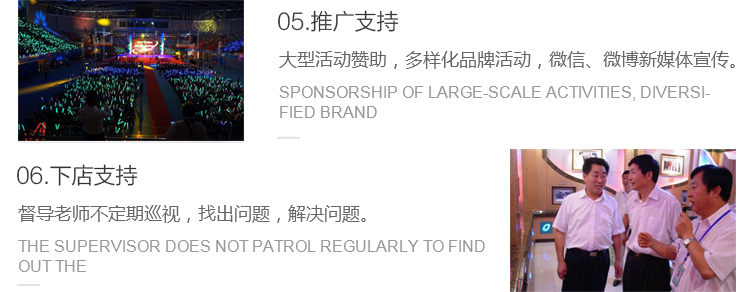 05.推广支持
大型活动赞助，多样化品牌活动，微信、微博新媒体宣传。
SPONSORSHIP OF LARGE-SCALE ACTIVITIES, DIVERSI-
FIED BRAND
06.下店支持
督导老师不定期巡视，找出问题，解决问题。
THE SUPERVISOR DOES NOT PATROL REGULARLY TO FIND
OUT THE